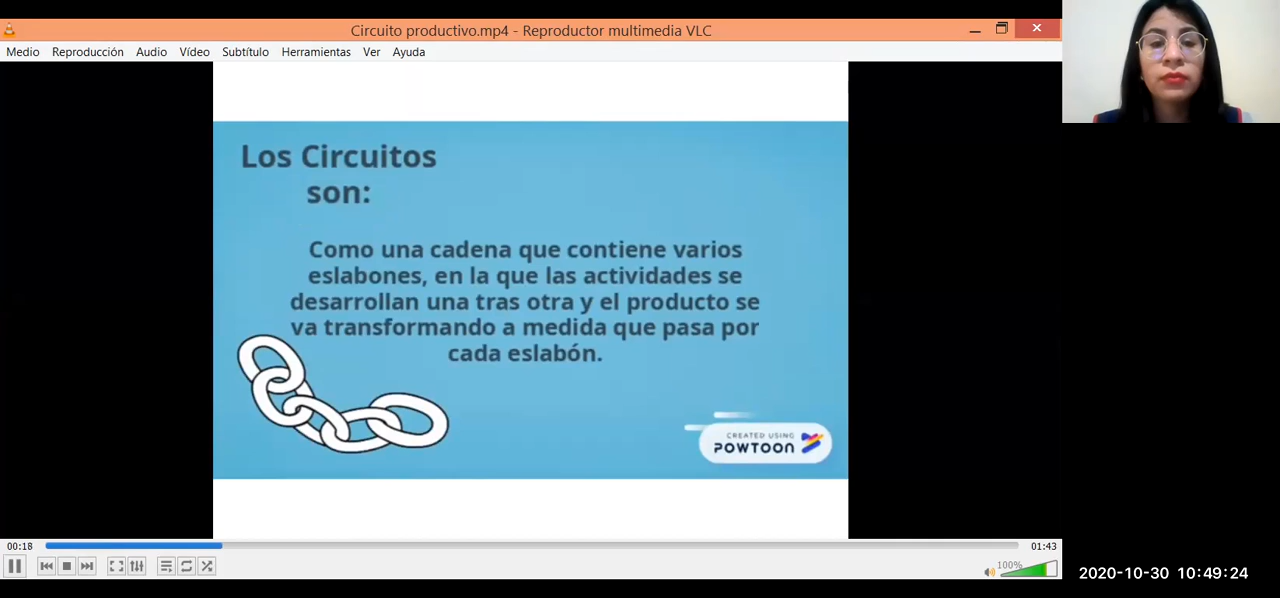 Circuito productivo.mp4 - Reproductor multimedia VLC
Medio Reproducción Audio Vídeo Subtítulo Herramientas Ver Ayuda
Los Circuitos
son:
Como una cadena que contiene varios
eslabones, en la que las actividades se
desarrollan una tras otra y el producto se
va transformando a medida que pasa por
cada eslabón.
CREATED USING
POWTOON
00:18
01:43
100%
2020-10-30 10:49:24